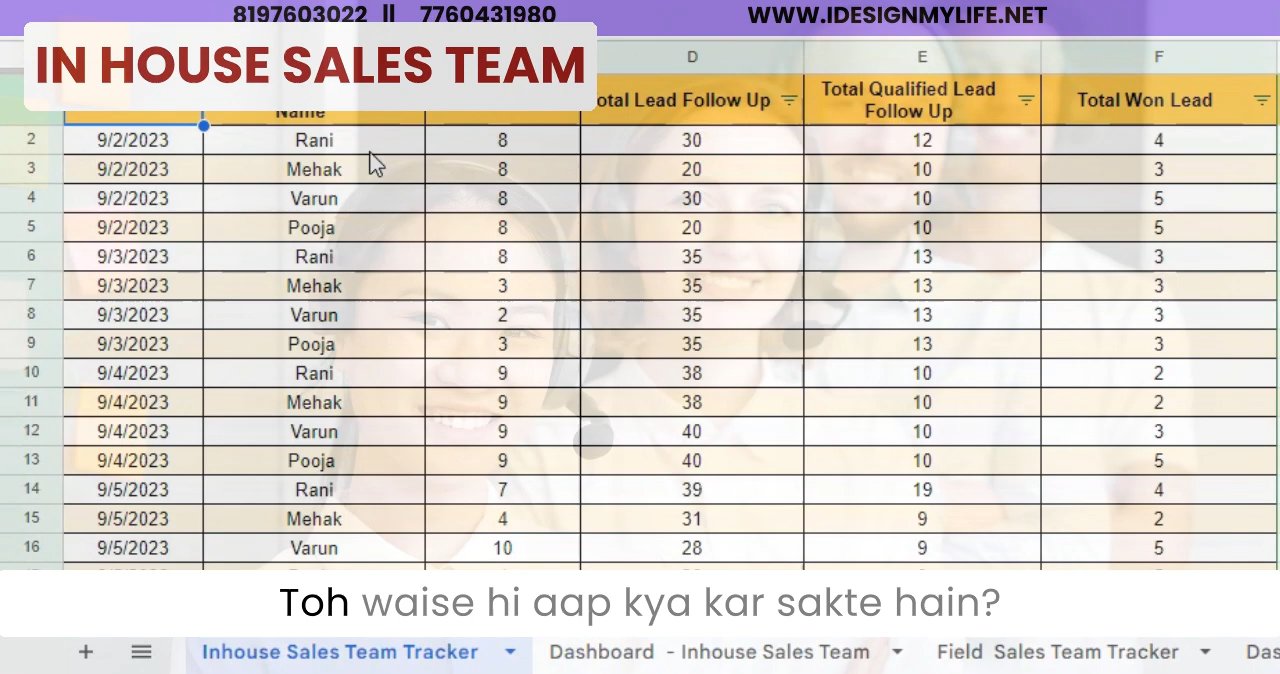 8197603022 || 7760431980 WWW.IDESIGNMYLIFE.NET
IN HOUSE SALES TEAM
D E F
Name otal Lead Follow Up Total Qualified Lead Follow Up Total Won Lead
2 9/2/2023 Rani 8 30 12 4
3 9/2/2023 Mehak 8 20 10 3
4 9/2/2023 Varun 8 30 10 5
5 9/2/2023 Pooja 8 20 10 5
6 9/3/2023 Rani 8 35 13 3
7 9/3/2023 Mehak 3 35 13 3
8 9/3/2023 Varun 2 35 13 3
9 9/3/2023 Pooja 3 35 13 3
10 9/4/2023 Rani 9 38 10 2
11 9/4/2023 Mehak 9 38 10 2
12 9/4/2023 Varun 9 40 10 3
13 9/4/2023 Pooja 9 40 10 5
14 9/5/2023 Rani 7 39 19 4
15 9/5/2023 Mehak 4 31 9 2
16 9/5/2023 Varun 10 28 9 5
Toh waise hi aap kya kar sakte hain?
Inhouse Sales Team Tracker Dashboard - Inhouse Sales Team Field Sales Team Tracker Das